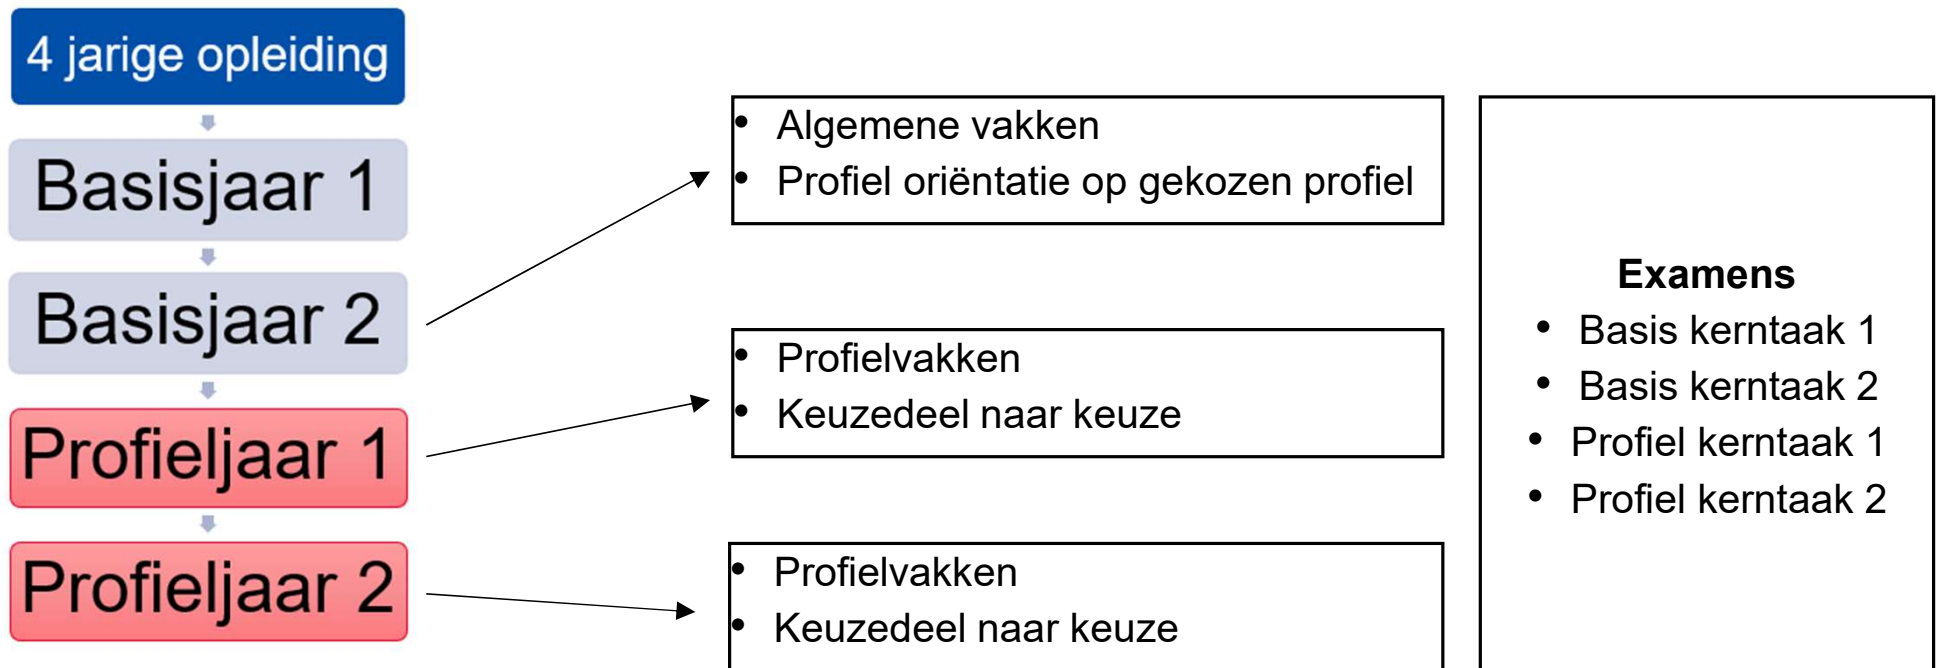 4 jarige opleiding
Basisjaar 1
Basisjaar 2
Profieljaar 1
Profieljaar 2
• Algemene vakken
• Profiel oriëntatie op gekozen profiel
• Profielvakken
• Keuzedeel naar keuze
• Profielvakken
• Keuzedeel naar keuze
Examens
• Basis kerntaak 1
• Basis kerntaak 2
• Profiel kerntaak 1
• Profiel kerntaak 2